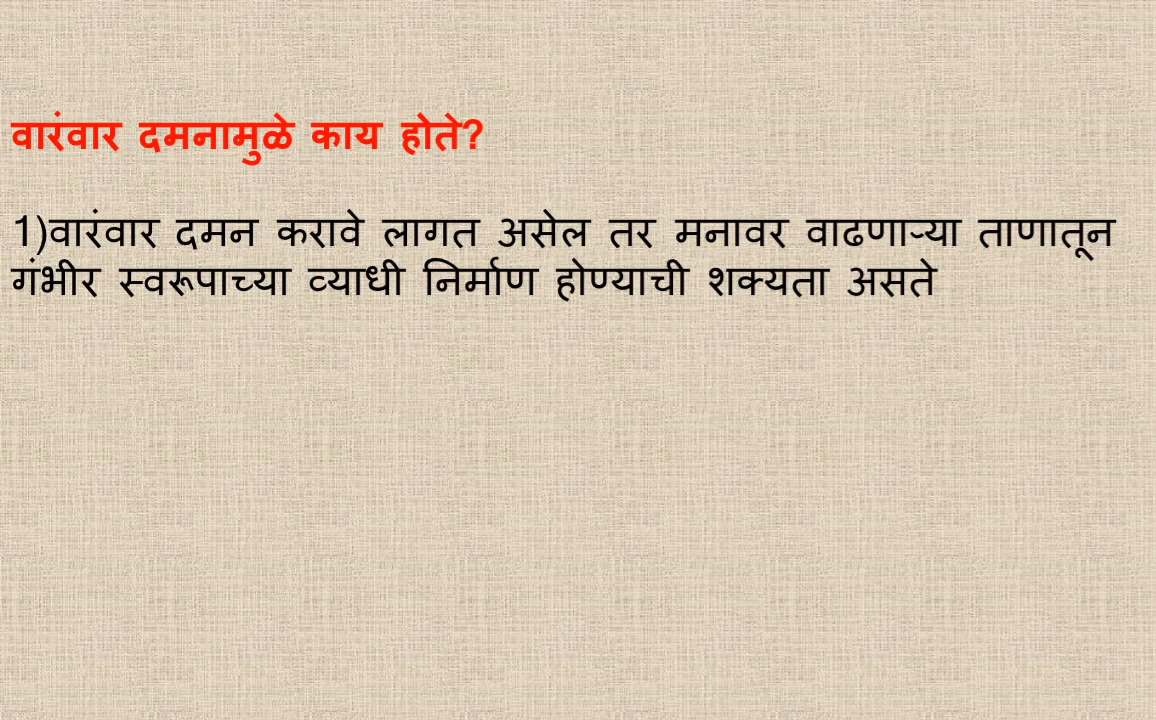 वारंवार दमनामुळे काय होते?
1)वारंवार दमन करावे लागत असेल तर मनावर वाढणाऱ्या ताणातून
गंभीर स्वरूपाच्या व्याधी निर्माण होण्याची शक्यता असते